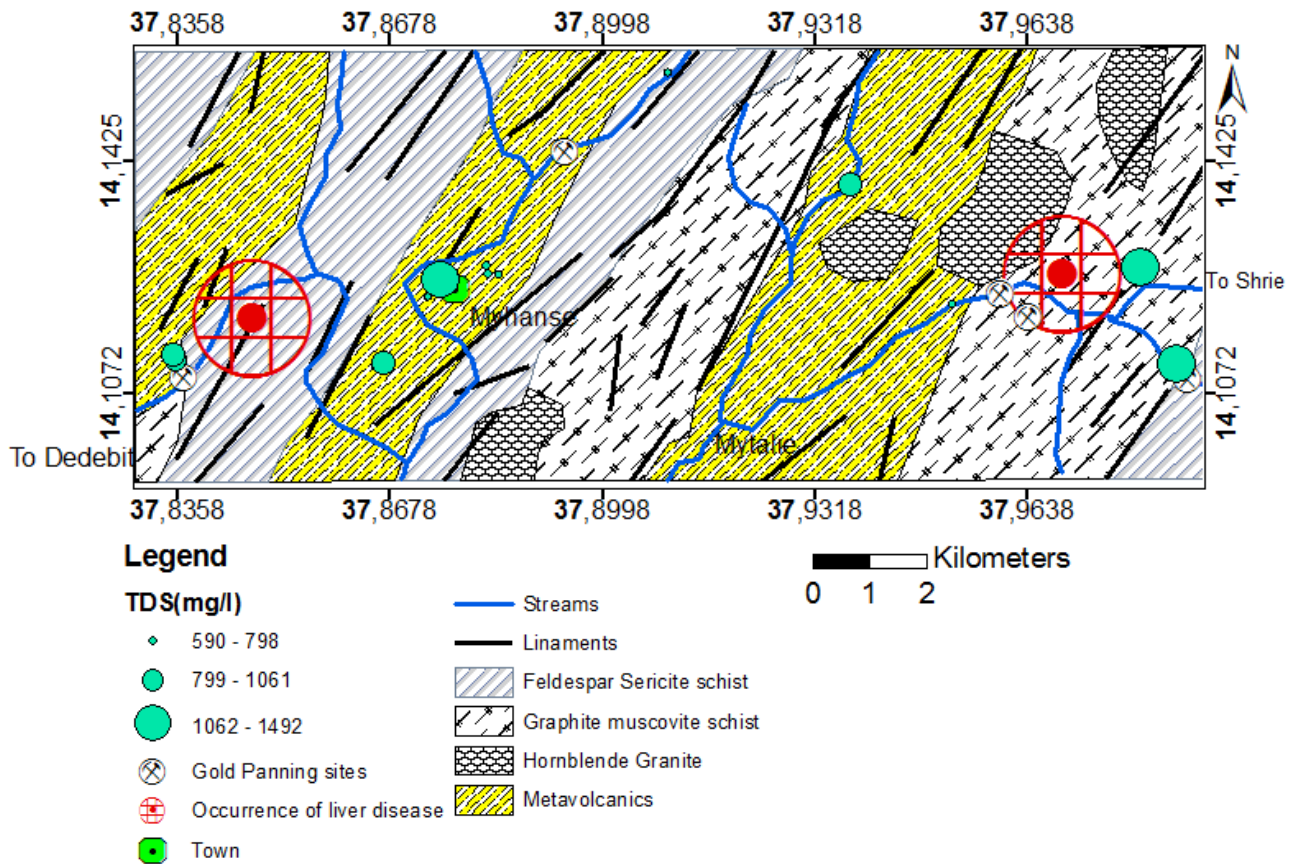 37,8358 37,8678 37,8998 37,9318 37,9638
N
14,1425 14,1425
To Shrie
Myhanse
14,1072 14,1072
Mytalie
To Dedebit
37,8358 37,8678 37,8998 37,9318 37,9638
Legend
Kilometers
0 1 2
TDS(mg/l)
590 - 798
799 - 1061
1062 - 1492
Gold Panning sites
Occurrence of liver disease
Town
Streams
Linaments
Feldespar Sericite schist
Graphite muscovite schist
Hornblende Granite
Metavolcanics